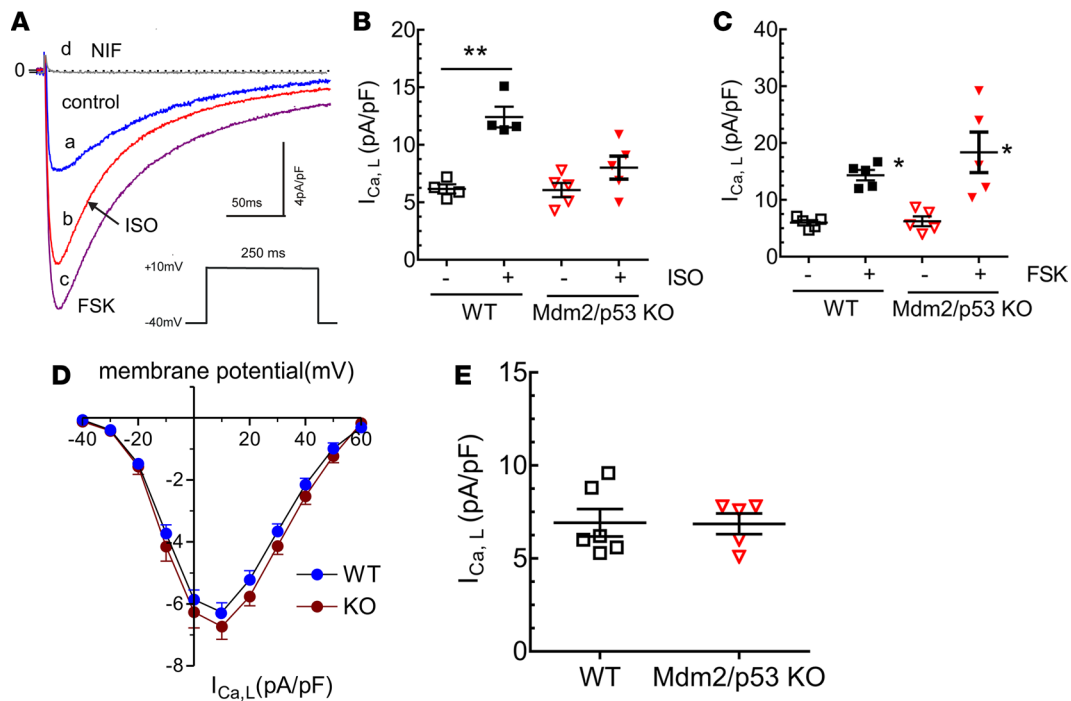 A
d NIF
0
control
a
b
ISO
c
FSK
50ms
4pA/pF
250 ms
+10mV
-40mV
B
I_Ca, L (pA/pF)
20
15
10
5
0
**
- + - + ISO
WT Mdm2/p53 KO
C
I_Ca, L (pA/pF)
40
30
20
10
0
*
*
- + - + FSK
WT Mdm2/p53 KO
D
membrane potential(mV)
-40 -20 20 40 60
-2
-4
-6
-8
WT
KO
I_Ca,L(pA/pF)
E
I_Ca, L (pA/pF)
15
10
5
0
WT Mdm2/p53 KO